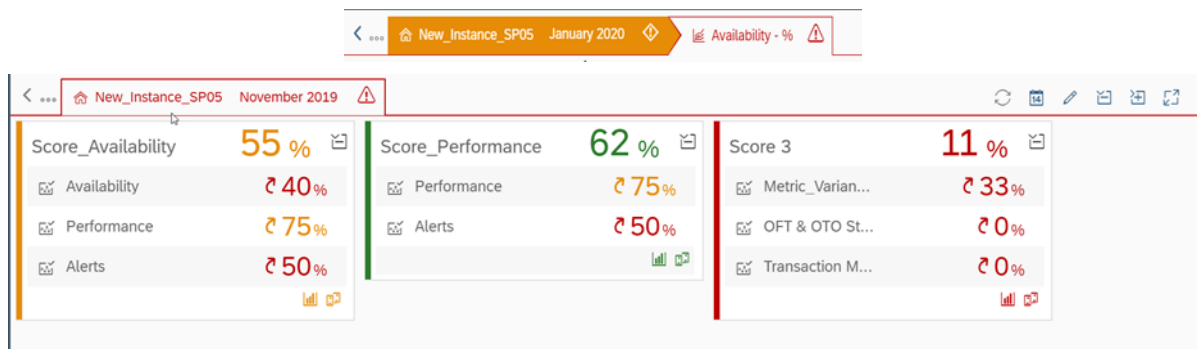 New_Instance_SP05 January 2020 Availability - %
New_Instance_SP05 November 2019 14
Score_Availability 55 %
Availability 40%
Performance 75%
Alerts 50%
Score_Performance 62 %
Performance 75%
Alerts 50%
Score 3 11 %
Metric_Varian... 33%
OFT & OTO St... 0%
Transaction M... 0%